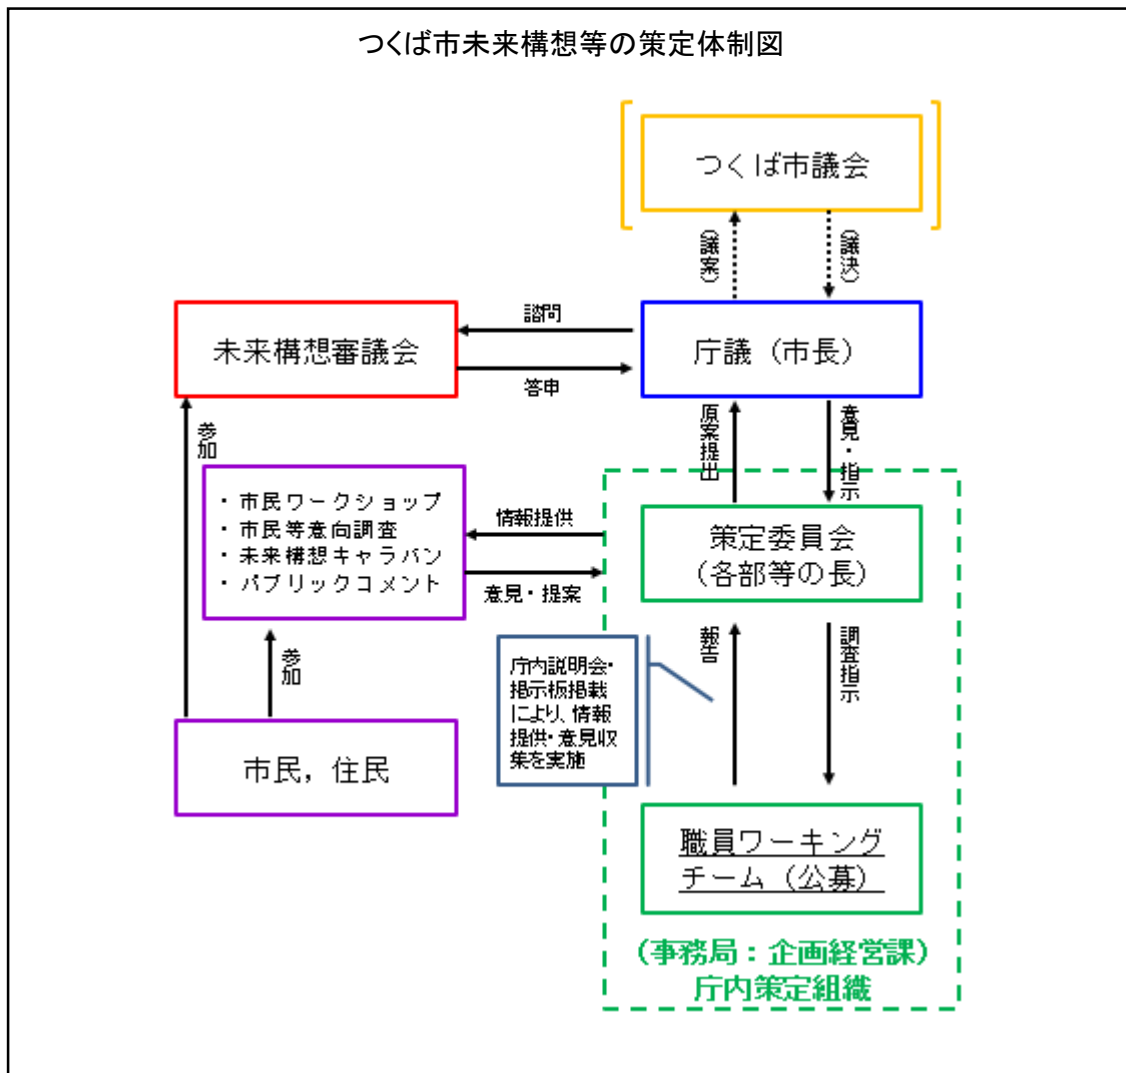 つくば市未来構想等の策定体制図
つくば市議会
(議案)
(議決)
諮問
未来構想審議会
庁議（市長）
答申
参加
原案提出
意見・指示
・市民ワークショップ
・市民等意向調査
・未来構想キャラバン
・パブリックコメント
情報提供
意見・提案
策定委員会
(各部等の長)
参加
庁内説明会・
掲示板掲載
により、情報
提供・意見収
集を実施
報告
調査指示
市民，住民
職員ワーキング
チーム（公募）
(事務局：企画経営課)
庁内策定組織